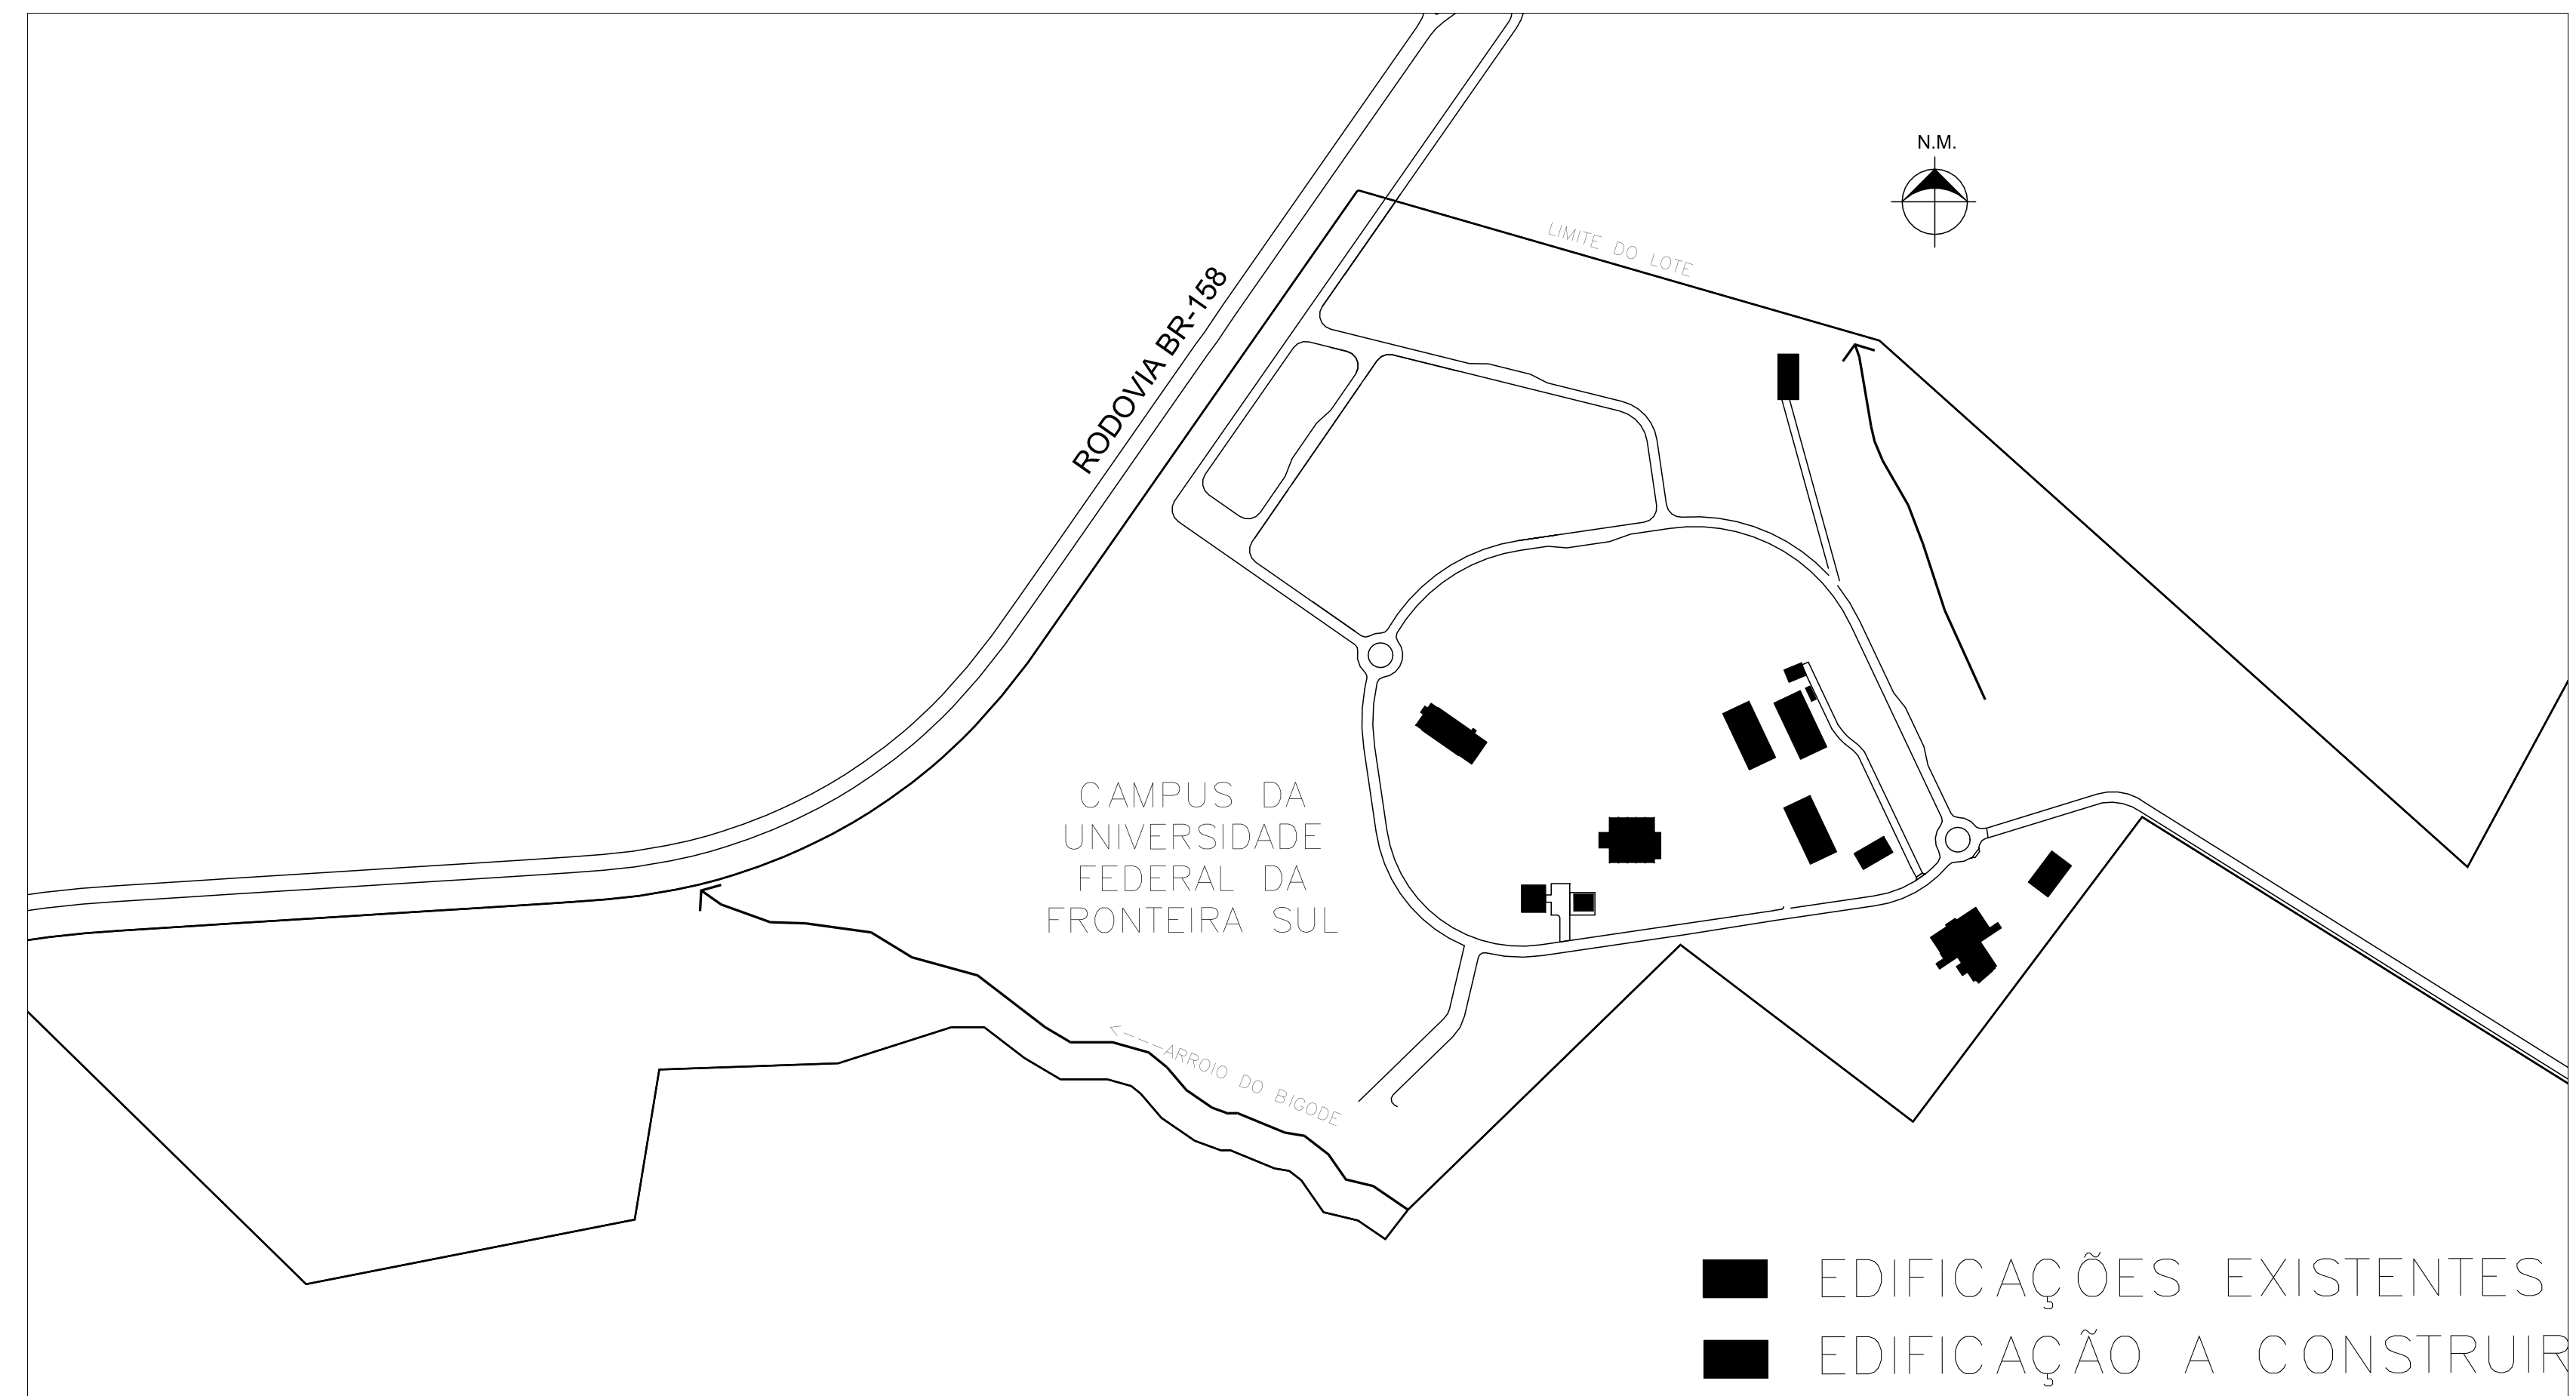 N.M.
LIMITE DO LOTE
RODOVIA BR-158
CAMPUS DA
UNIVERSIDADE
FEDERAL DA
FRONTEIRA SUL
<---ARROIO DO BIGODE
EDIFICAÇÕES EXISTENTES
EDIFICAÇÃO A CONSTRUIR